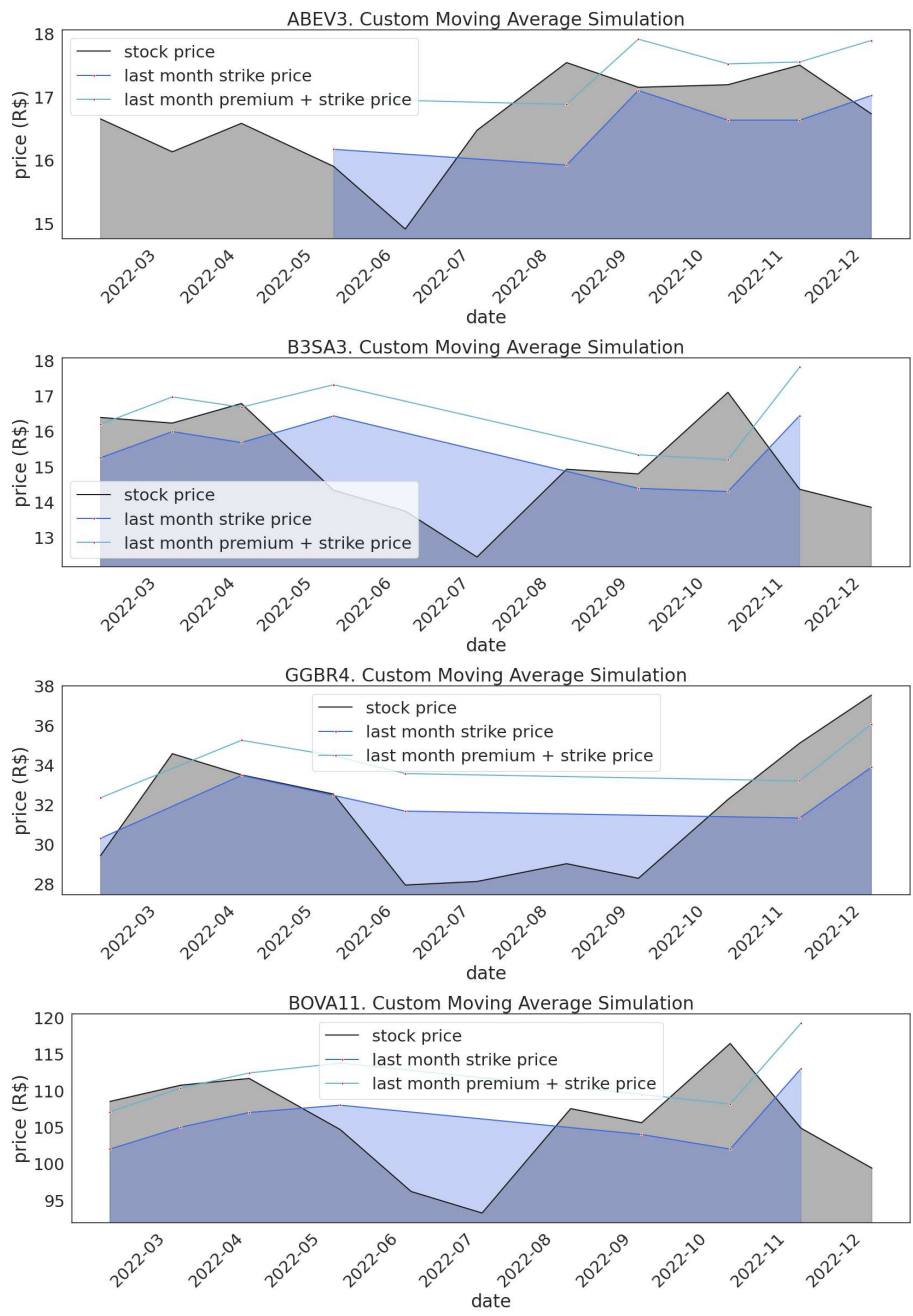 ABEV3. Custom Moving Average Simulation
18
17
16
15
price (R$)
stock price
last month strike price
last month premium + strike price
2022-03
2022-04
2022-05
2022-06
2022-07
2022-08
2022-09
2022-10
2022-11
2022-12
date
B3SA3. Custom Moving Average Simulation
18
17
16
15
14
13
price (R$)
stock price
last month strike price
last month premium + strike price
2022-03
2022-04
2022-05
2022-06
2022-07
2022-08
2022-09
2022-10
2022-11
2022-12
date
GGBR4. Custom Moving Average Simulation
38
36
34
32
30
28
price (R$)
stock price
last month strike price
last month premium + strike price
2022-03
2022-04
2022-05
2022-06
2022-07
2022-08
2022-09
2022-10
2022-11
2022-12
date
BOVA11. Custom Moving Average Simulation
120
115
110
105
100
95
price (R$)
stock price
last month strike price
last month premium + strike price
2022-03
2022-04
2022-05
2022-06
2022-07
2022-08
2022-09
2022-10
2022-11
2022-12
date